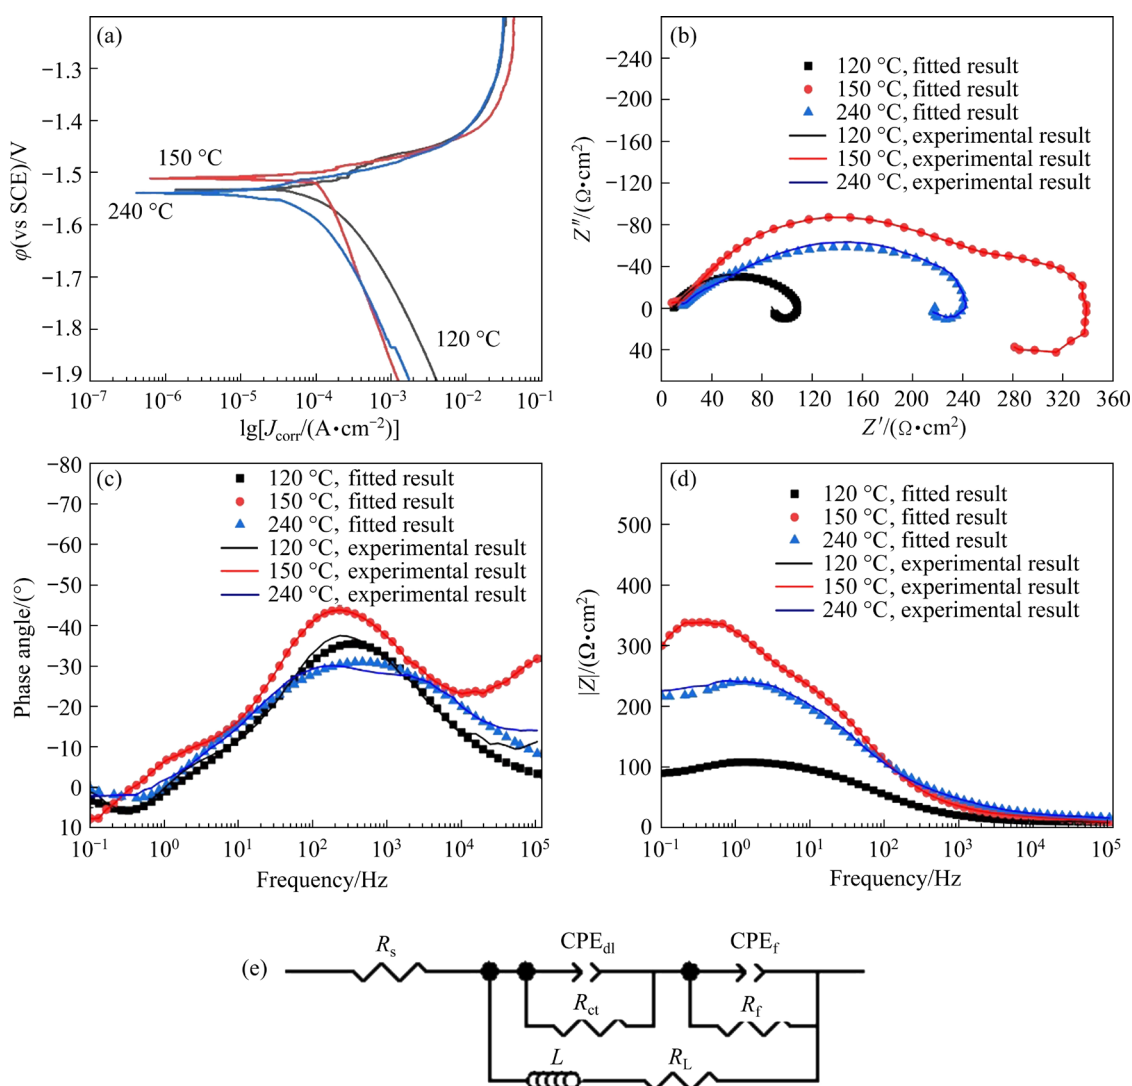 (a)
−1.3
−1.4
−1.5
−1.6
−1.7
−1.8
−1.9
φ(vs SCE)/V
150 °C
240 °C
120 °C
10⁻⁷ 10⁻⁶ 10⁻⁵ 10⁻⁴ 10⁻³ 10⁻² 10⁻¹
lg[J_corr/(A•cm⁻²)]
(b)
−240
−200
−160
−120
−80
−40
0
40
Z″/(Ω•cm²)
120 °C, fitted result
150 °C, fitted result
240 °C, fitted result
120 °C, experimental result
150 °C, experimental result
240 °C, experimental result
0 40 80 120 160 200 240 280 320 360
Z′/(Ω•cm²)
(c)
−80
−70
−60
−50
−40
−30
−20
−10
0
10
Phase angle/(°)
120 °C, fitted result
150 °C, fitted result
240 °C, fitted result
120 °C, experimental result
150 °C, experimental result
240 °C, experimental result
10⁻¹ 10⁰ 10¹ 10² 10³ 10⁴ 10⁵
Frequency/Hz
(d)
500
400
300
200
100
0
|Z|/(Ω•cm²)
120 °C, fitted result
150 °C, fitted result
240 °C, fitted result
120 °C, experimental result
150 °C, experimental result
240 °C, experimental result
10⁻¹ 10⁰ 10¹ 10² 10³ 10⁴ 10⁵
Frequency/Hz
(e)
R_s
CPE_dl
CPE_f
R_ct
R_f
L
R_L